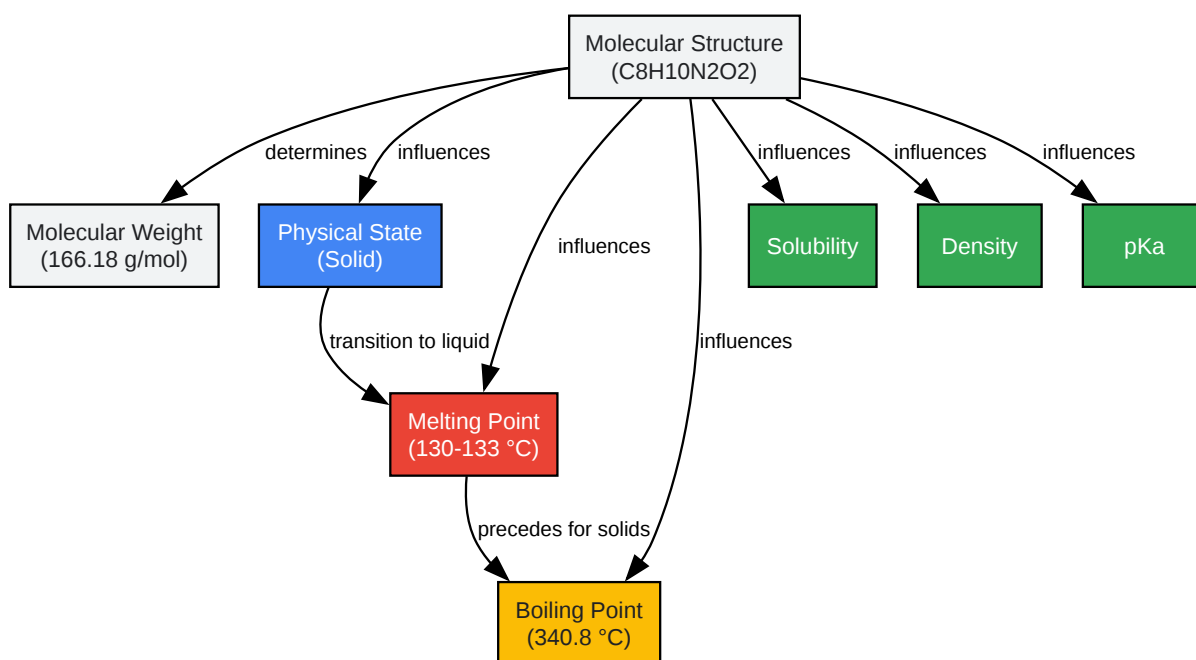 Molecular Structure
(C8H10N2O2)
determines
influences
influences
influences
influences
Molecular Weight
(166.18 g/mol)
Physical State
(Solid)
influences
Solubility
Density
pKa
transition to liquid
influences
Melting Point
(130-133 °C)
precedes for solids
Boiling Point
(340.8 °C)